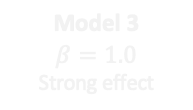 Model 3
β = 1.0
Strong effect